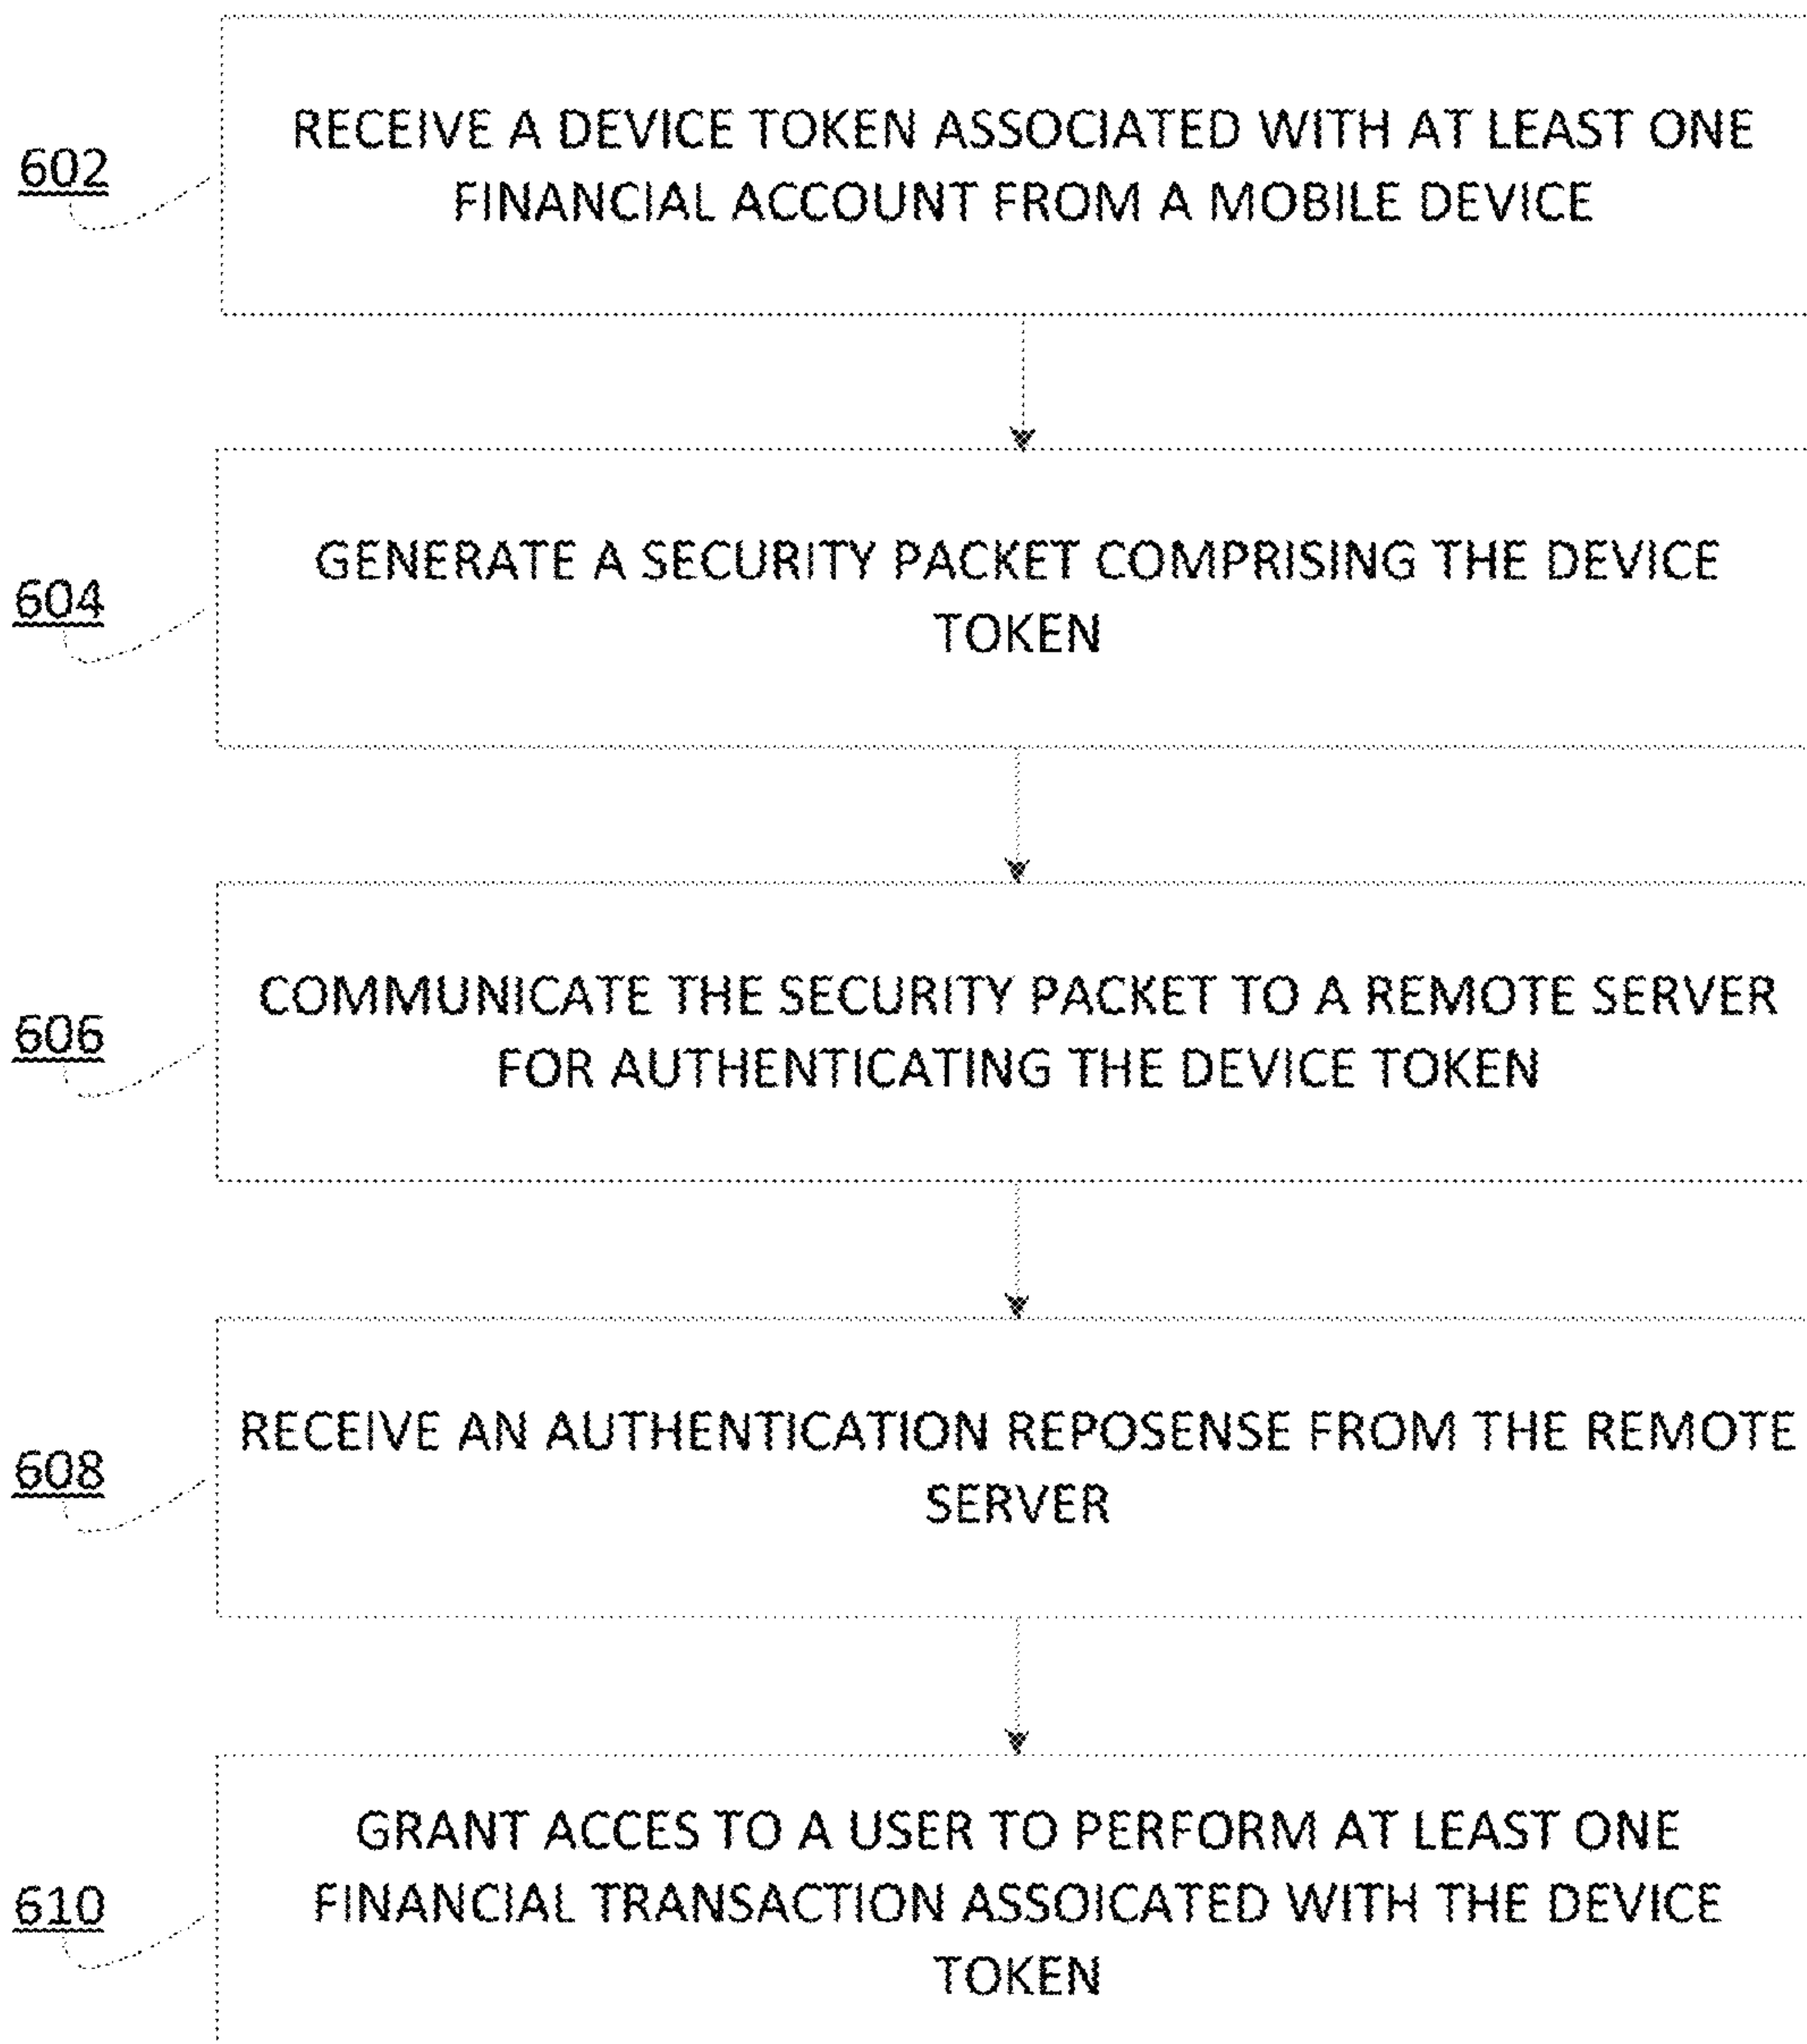 RECEIVE A DEVICE TOKEN ASSOCIATED WITH AT LEAST ONE
602
FINANCIAL ACCOUNT FROM A MOBILE DEVICE
GENERATE A SECURITY PACKET COMPRISING THE DEVICE
604
TOKEN
COMMUNICATE THE SECURITY PACKET TO A REMOTE SERVER
606
FOR AUTHENTICATING THE DEVICE TOKEN
RECEIVE AN AUTHENTICATION REPOSENSE FROM THE REMOTE
608
SERVER
GRANT ACCES TO A USER TO PERFORM AT LEAST ONE
610
FINANCIAL TRANSACTION ASSOICATED WITH THE DEVICE
TOKEN